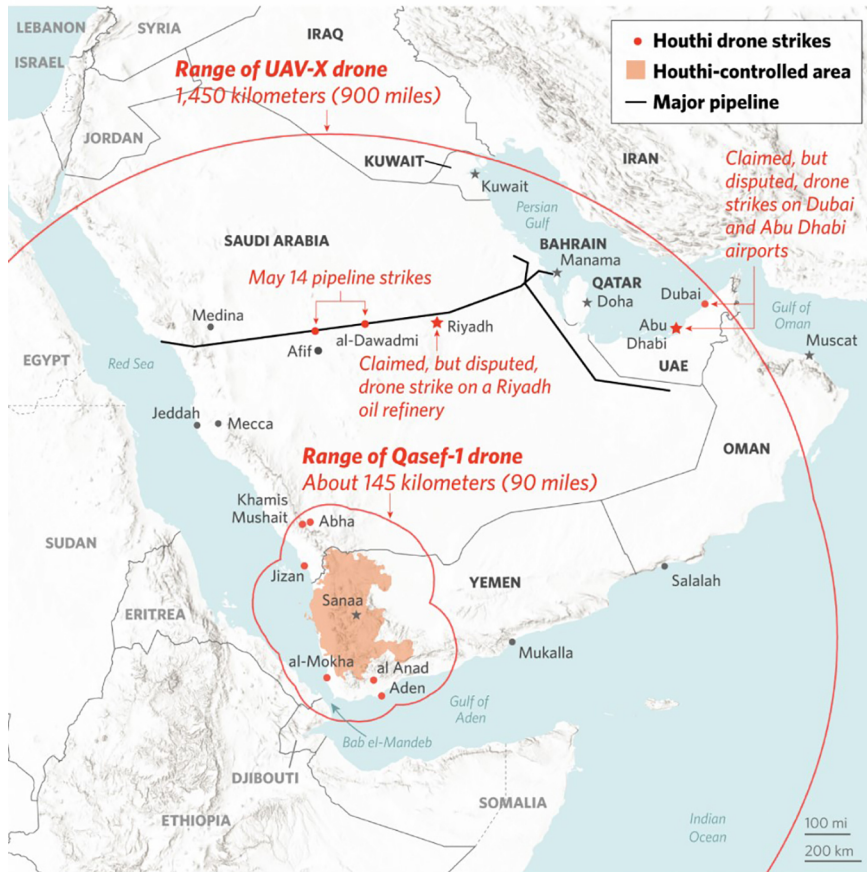 LEBANON
SYRIA
ISRAEL
IRAQ
Houthi drone strikes
Houthi-controlled area
Major pipeline
Range of UAV-X drone
1,450 kilometers (900 miles)
JORDAN
KUWAIT
Kuwait
IRAN
Claimed, but
disputed, drone
strikes on Dubai
and Abu Dhabi
airports
Persian
Gulf
SAUDI ARABIA
BAHRAIN
Manama
May 14 pipeline strikes
QATAR
Doha
Dubai
Gulf of
Oman
Medina
al-Dawadmi
Riyadh
Abu
Dhabi
Muscat
Afif
EGYPT
Red Sea
Claimed, but disputed,
drone strike on a Riyadh
oil refinery
UAE
Jeddah
Mecca
OMAN
Range of Qasef-1 drone
About 145 kilometers (90 miles)
Khamis
Mushait
Abha
SUDAN
Jizan
YEMEN
Salalah
Sanaa
ERITREA
Mukalla
al-Mokha
al Anad
Aden
Gulf of
Aden
Bab el-Mandeb
DJIBOUTI
SOMALIA
ETHIOPIA
Indian
Ocean
100 mi
200 km